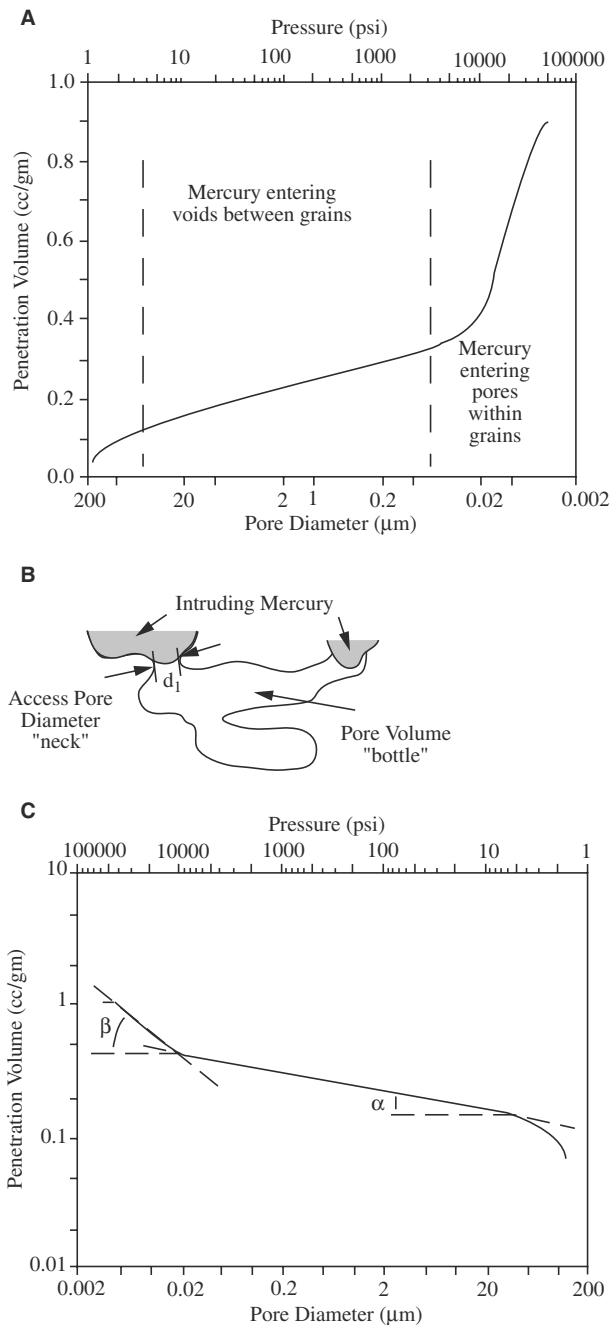 A
Pressure (psi)
1 10 100 1000 10000 100000
1.0
0.8
0.6
0.4
0.2
0.0
Penetration Volume (cc/gm)
Mercury entering
voids between grains
Mercury
entering
pores
within
grains
200 20 2 1 0.2 0.02 0.002
Pore Diameter (μm)
B
Intruding Mercury
d1
Access Pore
Diameter
"neck"
Pore Volume
"bottle"
C
Pressure (psi)
100000 10000 1000 100 10 1
10
1
0.1
0.01
Penetration Volume (cc/gm)
β
α
0.002 0.02 0.2 2 20 200
Pore Diameter (μm)